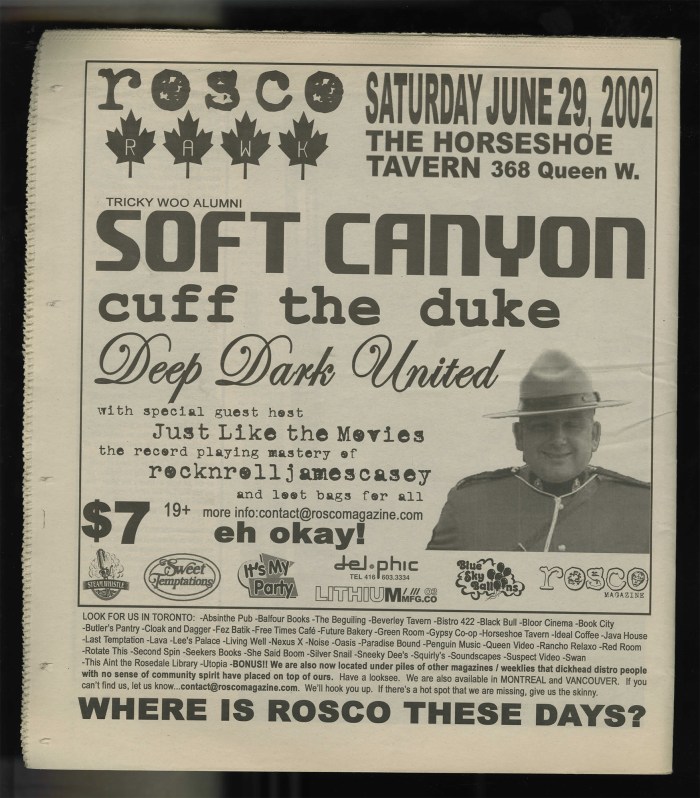 rosco
RAWK
SATURDAY JUNE 29, 2002
THE HORSESHOE
TAVERN 368 Queen W.
TRICKY WOO ALUMNI
SOFT CANYON
cuff the duke
Deep Dark United
with special guest host
Just Like the Movies
the record playing mastery of
rocknrolljamescasey
and loot bags for all
$7 19+ more info:contact@roscomagazine.com
eh okay!
STEAM WHISTLE
Sweet
Temptations
It's My
Party
del•phic
TEL 416 603.3334
LITHIUM MFG.CO
Blue
Sky
Balloons
rosco
MAGAZINE
LOOK FOR US IN TORONTO: -Absinthe Pub -Balfour Books -The Beguiling -Beverley Tavern -Bistro 422 -Black Bull -Bloor Cinema -Book City
-Butler's Pantry -Cloak and Dagger -Fez Batik -Free Times Café -Future Bakery -Green Room -Gypsy Co-op -Horseshoe Tavern -Ideal Coffee -Java House
-Last Temptation -Lava -Lee's Palace -Living Well -Nexus X -Noise -Oasis -Paradise Bound -Penguin Music -Queen Video -Rancho Relaxo -Red Room
-Rotate This -Second Spin -Seekers Books -She Said Boom -Silver Snail -Sneeky Dee's -Squirly's -Soundscapes -Suspect Video -Swan
-This Aint the Rosedale Library -Utopia -BONUS!! We are also now located under piles of other magazines / weeklies that dickhead distro people
with no sense of community spirit have placed on top of ours. Have a looksee. We are also available in MONTREAL and VANCOUVER. If you
can't find us, let us know...contact@roscomagazine.com. We'll hook you up. If there's a hot spot that we are missing, give us the skinny.
WHERE IS ROSCO THESE DAYS?